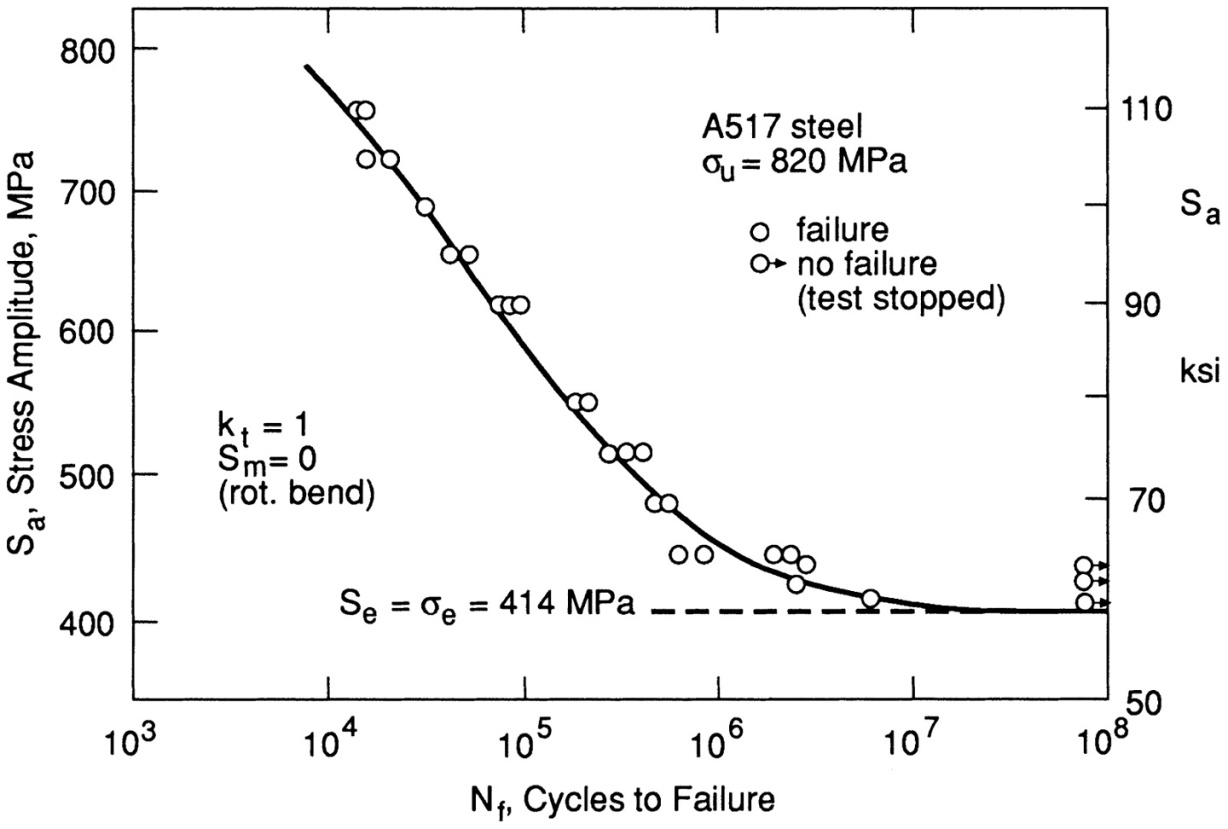 800
700
600
500
400
S_a, Stress Amplitude, MPa
A517 steel
σ_u = 820 MPa
failure
no failure
(test stopped)
k_t = 1
S_m = 0
(rot. bend)
S_e = σ_e = 414 MPa
110
S_a
90
ksi
70
50
10^3 10^4 10^5 10^6 10^7 10^8
N_f, Cycles to Failure